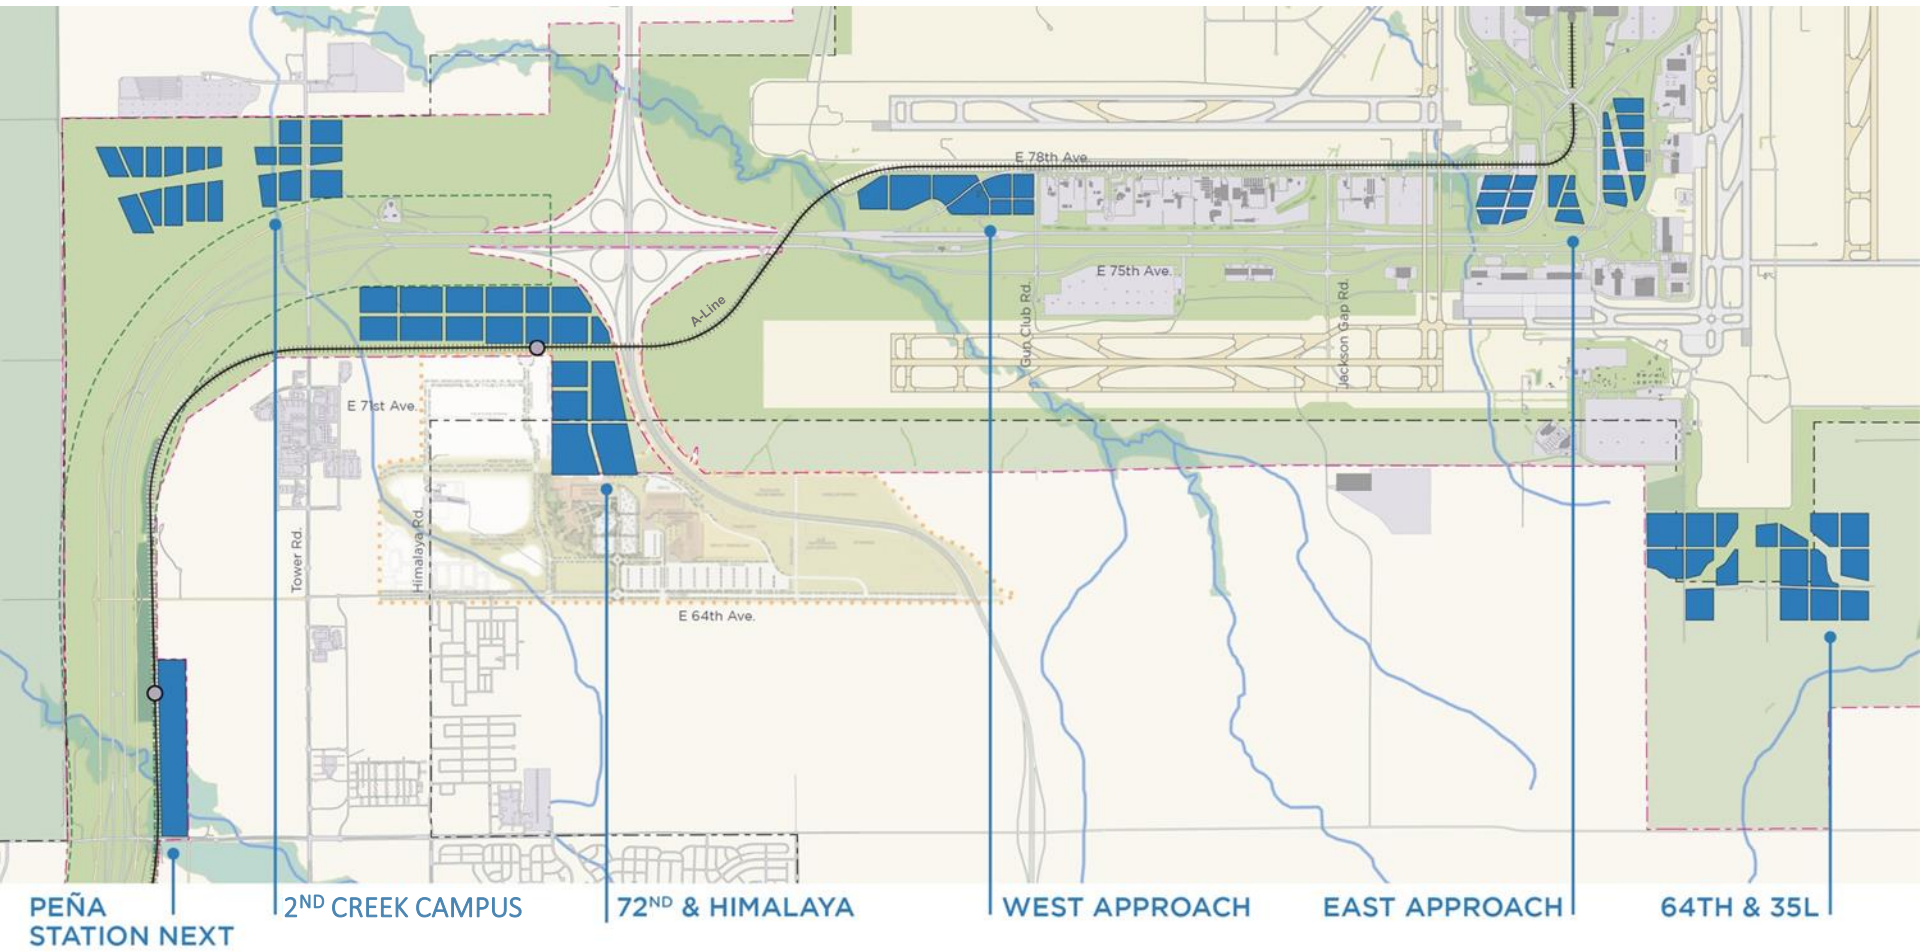 E 78th Ave.
E 75th Ave.
Gun Club Rd.
Jackson Gap Rd.
A-Line
E 71st Ave.
Himalaya Rd.
Tower Rd.
E 64th Ave.
PEÑA
STATION NEXT
2ND CREEK CAMPUS
72ND & HIMALAYA
WEST APPROACH
EAST APPROACH
64TH & 35L